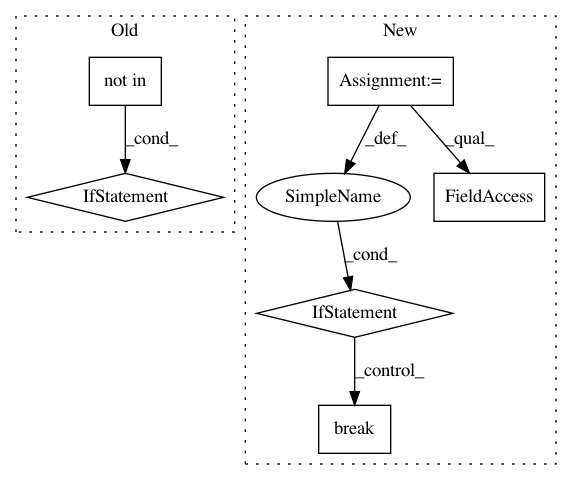 Old
New
not in
Assignment:=
_cond_
_def_
_qual_
IfStatement
SimpleName
FieldAccess
_cond_
IfStatement
_control_
break